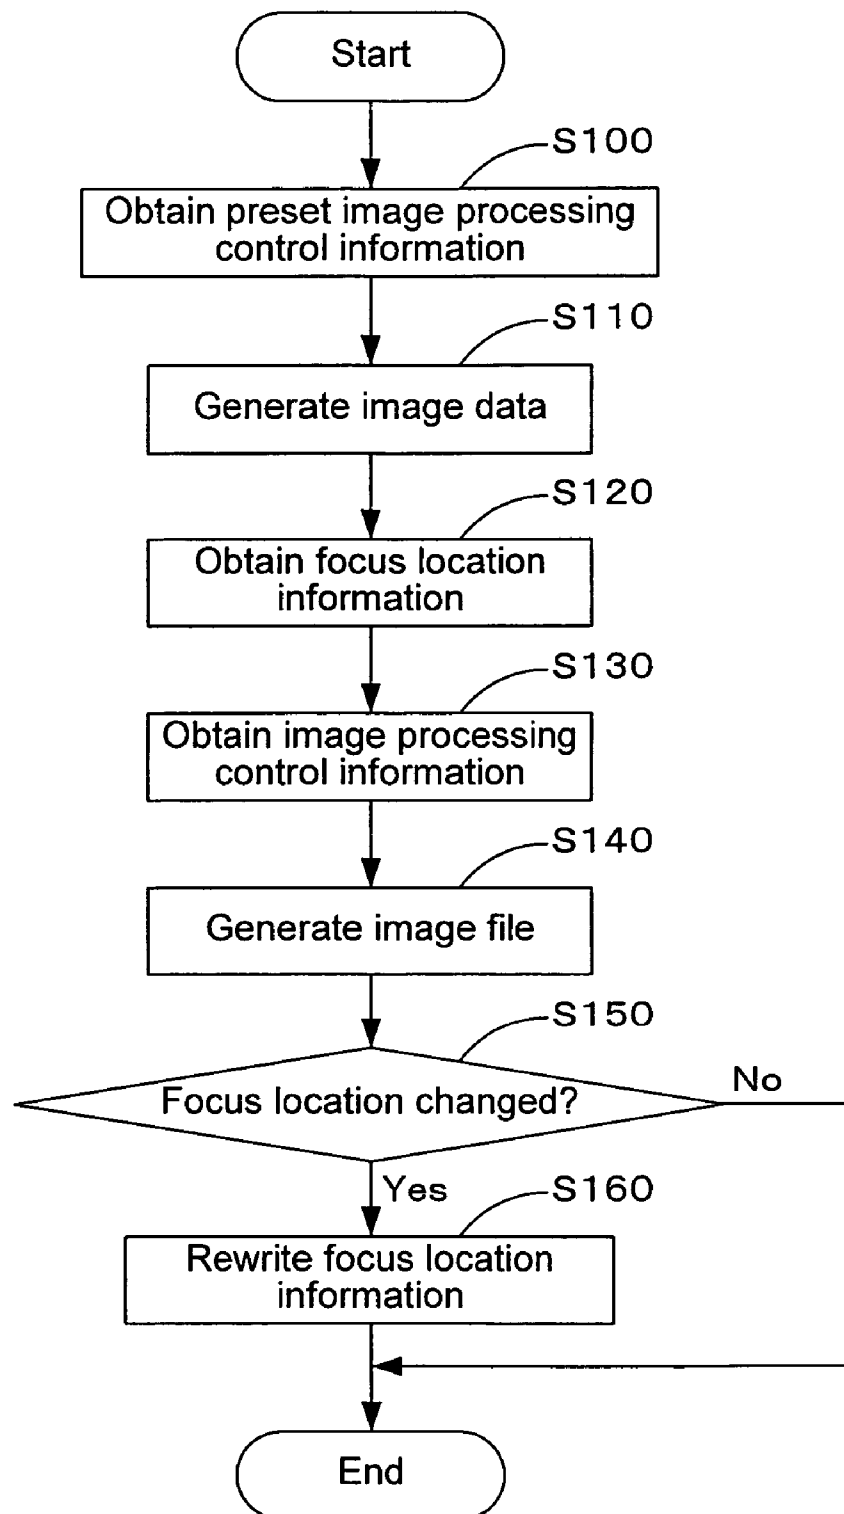 Start
S100
Obtain preset image processing
control information
S110
Generate image data
S120
Obtain focus location
information
S130
Obtain image processing
control information
S140
Generate image file
S150
Focus location changed?
No
Yes
S160
Rewrite focus location
information
End